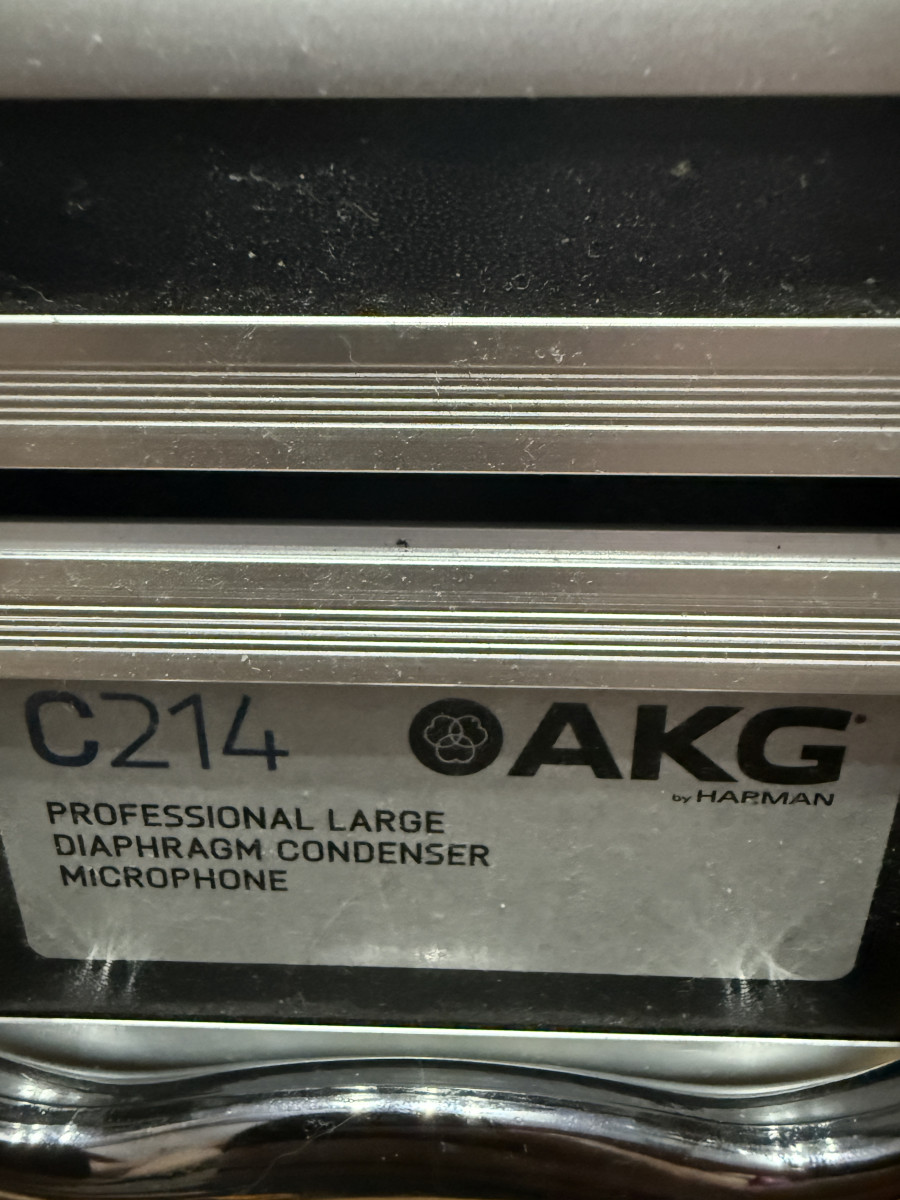 C214
AKG
by HARMAN
PROFESSIONAL LARGE
DIAPHRAGM CONDENSER
MICROPHONE